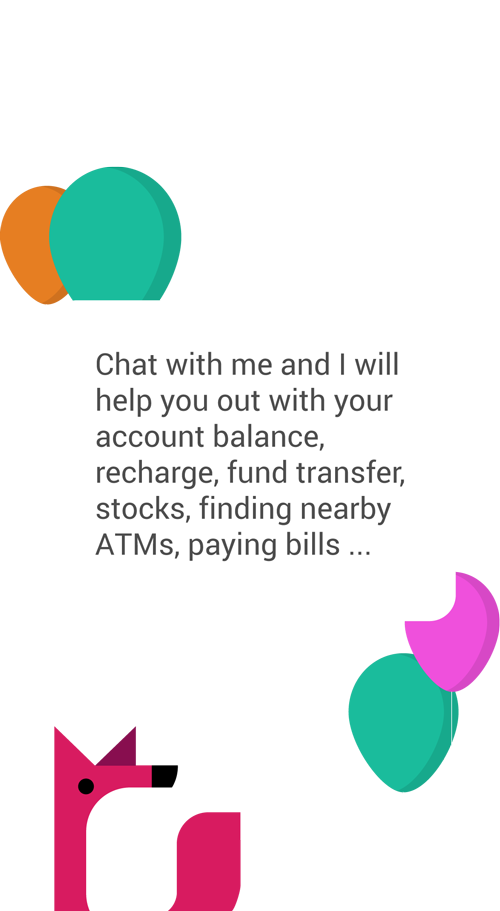 Chat with me and I will
help you out with your
account balance,
recharge, fund transfer,
stocks, finding nearby
ATMs, paying bills ...